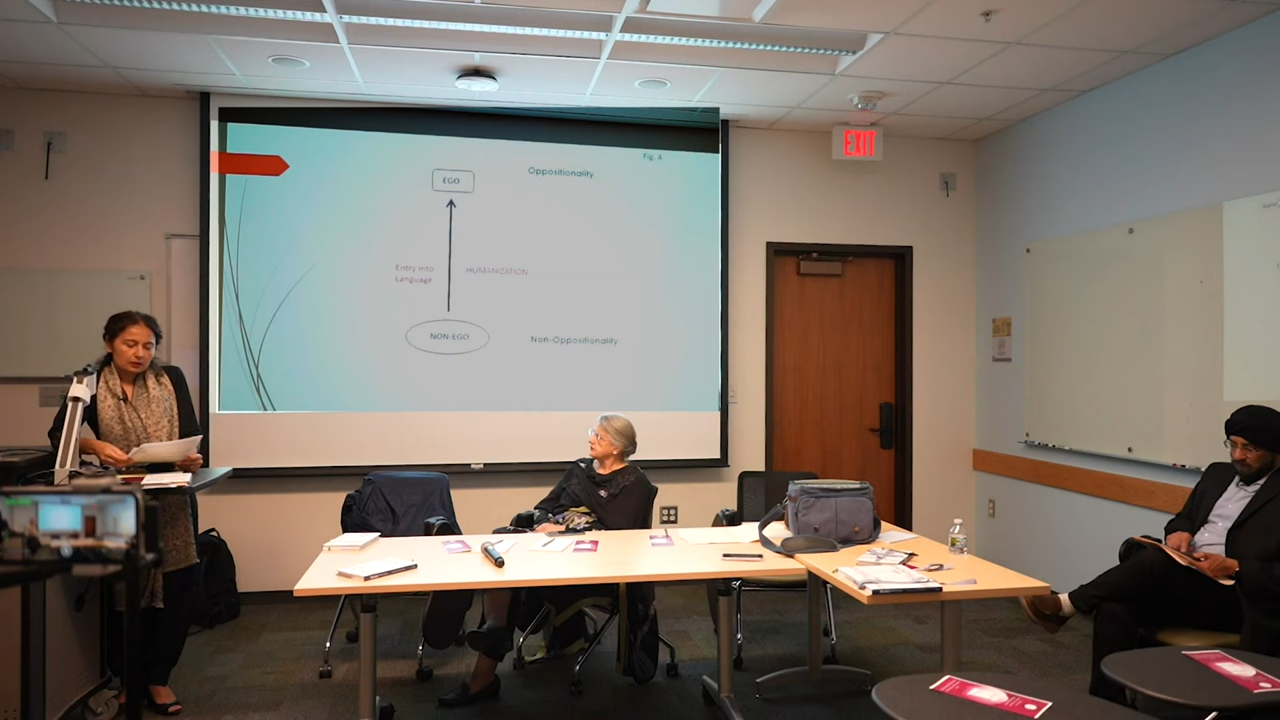 Fig. 4
EGO
Oppositionality
Entry into
Language
HUMANIZATION
NON-EGO
Non-Oppositionality
EXIT